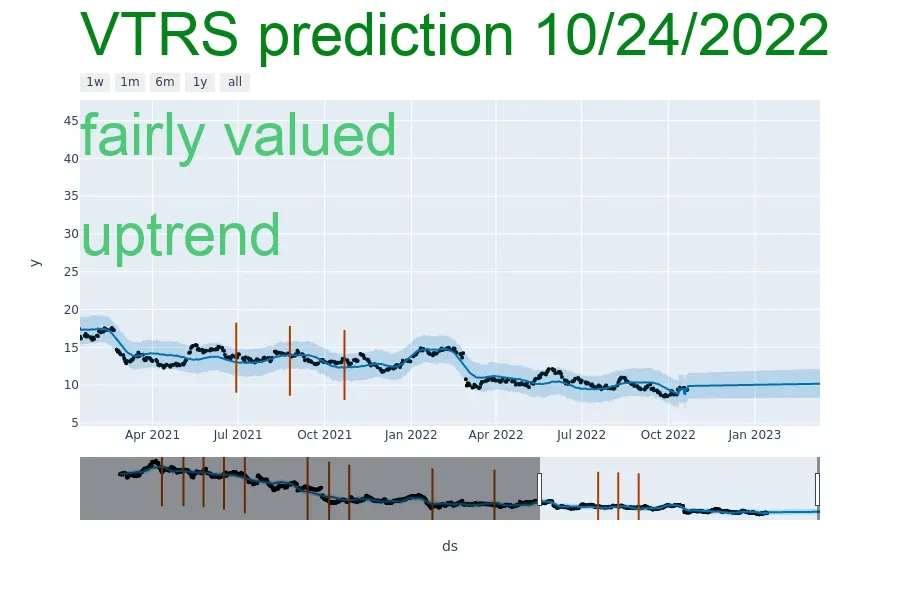 VTRS prediction 10/24/2022
1w 1m 6m 1y all
fairly valued
uptrend
45
40
35
30
25
20
15
10
5
y
Apr 2021 Jul 2021 Oct 2021 Jan 2022 Apr 2022 Jul 2022 Oct 2022 Jan 2023
ds